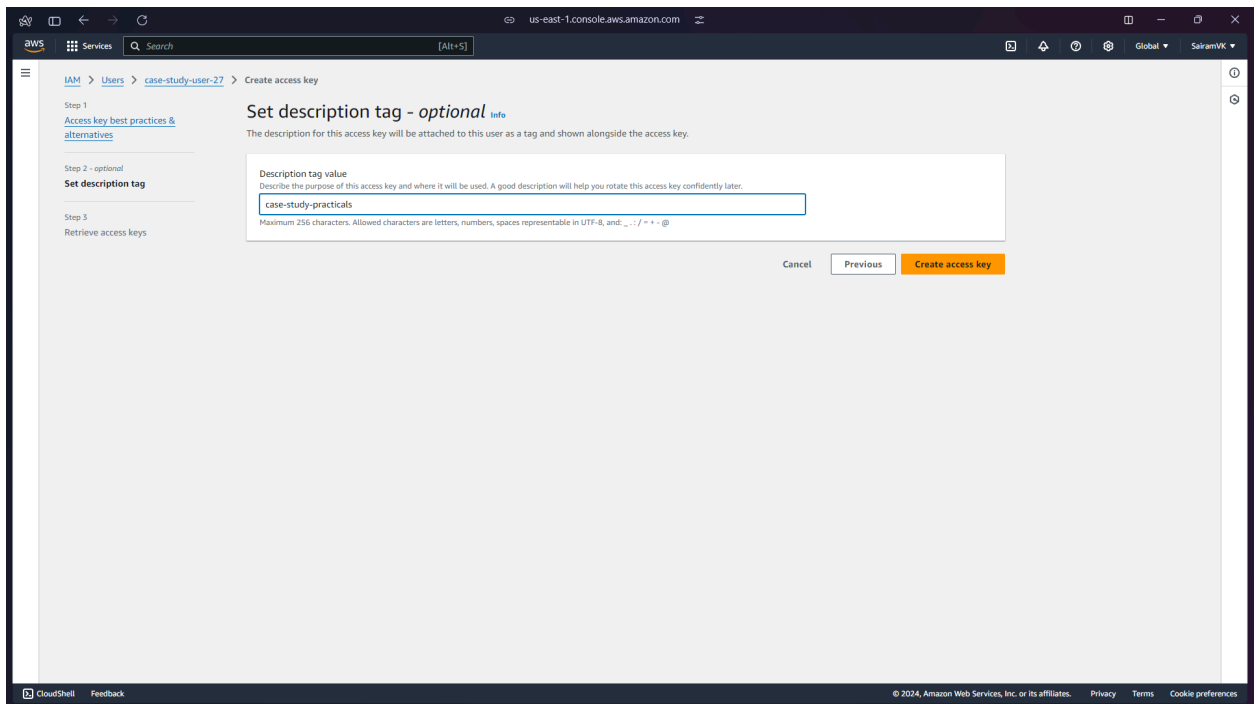 us-east-1.console.aws.amazon.com
aws Services Search [Alt+S] Global SairamVK
IAM > Users > case-study-user-27 > Create access key
Step 1
Access key best practices &
alternatives
Step 2 - optional
Set description tag
Step 3
Retrieve access keys
Set description tag - optional Info
The description for this access key will be attached to this user as a tag and shown alongside the access key.
Description tag value
Describe the purpose of this access key and where it will be used. A good description will help you rotate this access key confidently later.
case-study-practicals
Maximum 256 characters. Allowed characters are letters, numbers, spaces representable in UTF-8, and: _ . : / = + - @
Cancel Previous Create access key
CloudShell Feedback © 2024, Amazon Web Services, Inc. or its affiliates. Privacy Terms Cookie preferences